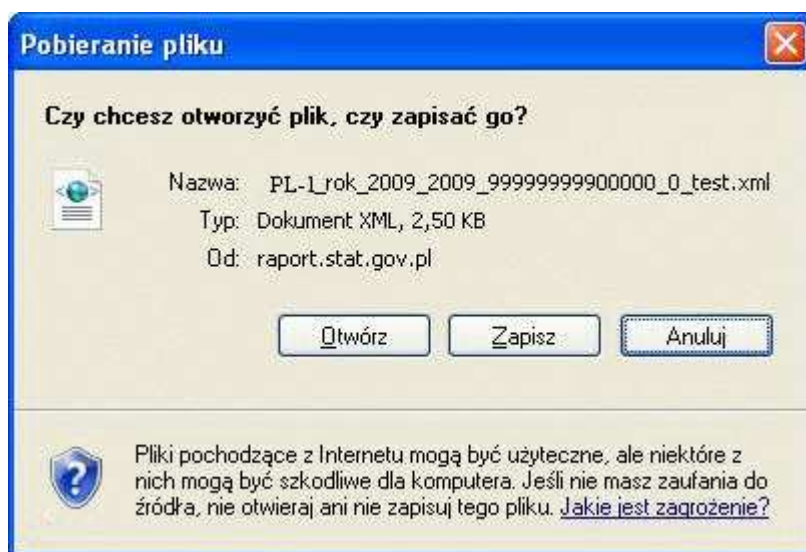 Pobieranie pliku
Czy chcesz otworzyć plik, czy zapisać go?
Nazwa: PL-1_rok_2009_2009_99999999900000_0_test.xml
Typ: Dokument XML, 2,50 KB
Od: raport.stat.gov.pl
Otwórz Zapisz Anuluj
Pliki pochodzące z Internetu mogą być użyteczne, ale niektóre z
nich mogą być szkodliwe dla komputera. Jeśli nie masz zaufania do
źródła, nie otwieraj ani nie zapisuj tego pliku. Jakie jest zagrożenie?